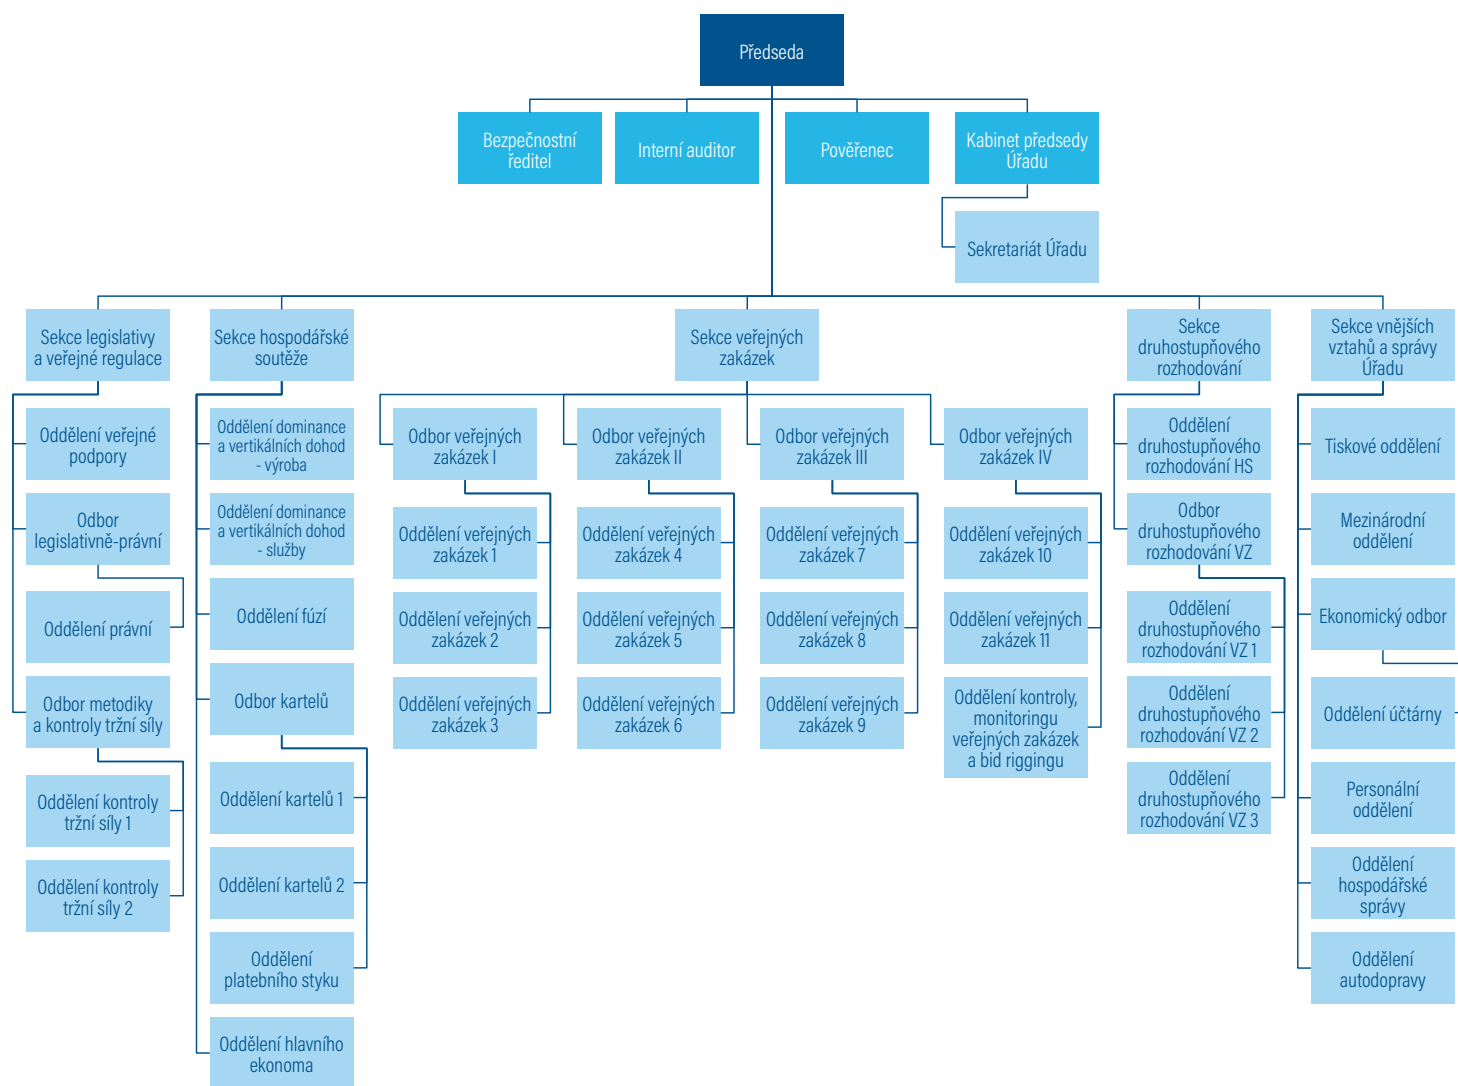 Předseda
Bezpečnostní
ředitel
Interní auditor
Pověřenec
Kabinet předsedy
Úřadu
Sekretariát Úřadu
Sekce legislativy
a veřejné regulace
Oddělení veřejné
podpory
Odbor
legislativně-právní
Oddělení právní
Odbor metodiky
a kontroly tržní síly
Oddělení kontroly
tržní síly 1
Oddělení kontroly
tržní síly 2
Sekce hospodářské
soutěže
Oddělení dominance
a vertikálních dohod
- výroba
Oddělení dominance
a vertikálních dohod
- služby
Oddělení fúzí
Odbor kartelů
Oddělení kartelů 1
Oddělení kartelů 2
Oddělení
platebního styku
Oddělení hlavního
ekonoma
Sekce veřejných
zakázek
Odbor veřejných
zakázek I
Oddělení veřejných
zakázek 1
Oddělení veřejných
zakázek 2
Oddělení veřejných
zakázek 3
Odbor veřejných
zakázek II
Oddělení veřejných
zakázek 4
Oddělení veřejných
zakázek 5
Oddělení veřejných
zakázek 6
Odbor veřejných
zakázek III
Oddělení veřejných
zakázek 7
Oddělení veřejných
zakázek 8
Oddělení veřejných
zakázek 9
Odbor veřejných
zakázek IV
Oddělení veřejných
zakázek 10
Oddělení veřejných
zakázek 11
Oddělení kontroly,
monitoringu
veřejných zakázek
a bid riggingu
Sekce
druhostupňového
rozhodování
Oddělení
druhostupňového
rozhodování HS
Odbor
druhostupňového
rozhodování VZ
Oddělení
druhostupňového
rozhodování VZ 1
Oddělení
druhostupňového
rozhodování VZ 2
Oddělení
druhostupňového
rozhodování VZ 3
Sekce vnějších
vztahů a správy
Úřadu
Tiskové oddělení
Mezinárodní
oddělení
Ekonomický odbor
Oddělení účtárny
Personální
oddělení
Oddělení
hospodářské
správy
Oddělení
autodopravy